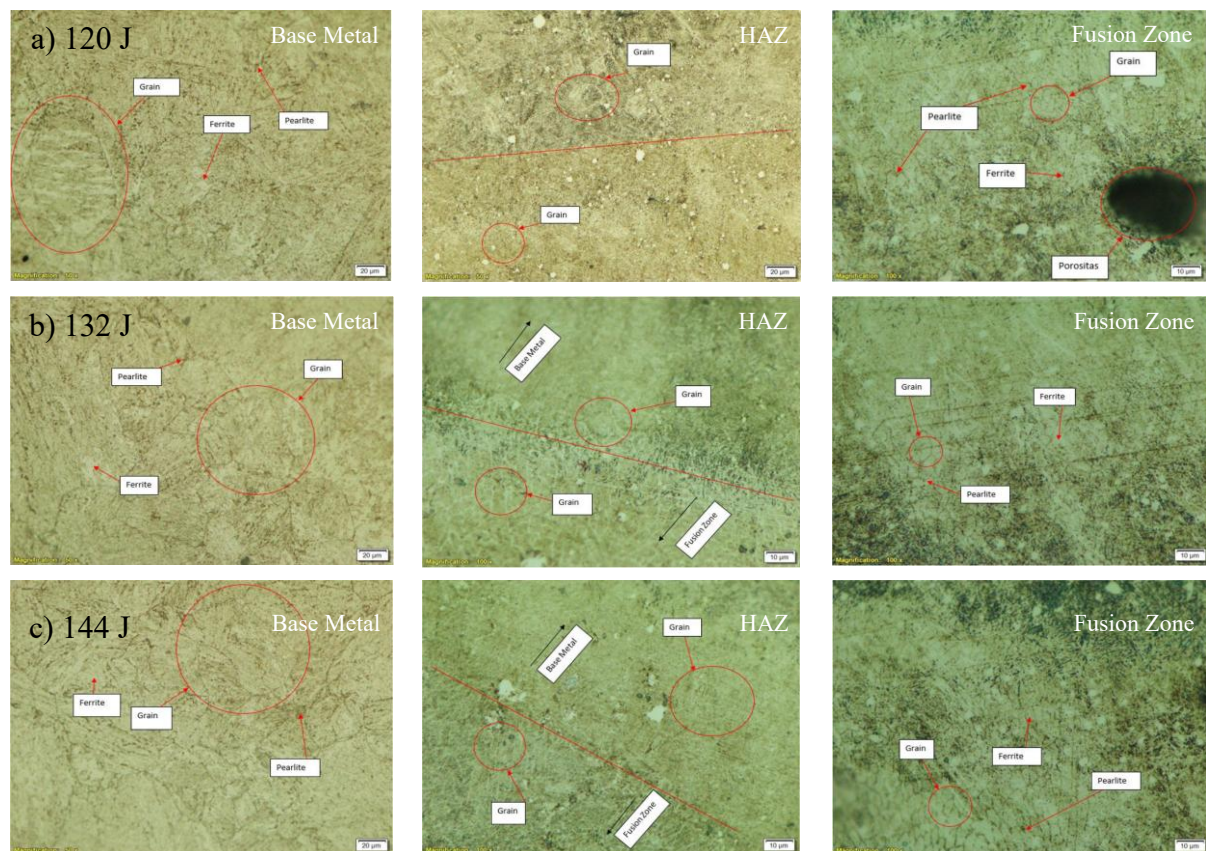 a) 120 J
Base Metal
Grain
Ferrite
Pearlite
20 µm
HAZ
Grain
Grain
20 µm
Fusion Zone
Grain
Pearlite
Ferrite
Porositas
10 µm
b) 132 J
Base Metal
Pearlite
Grain
Ferrite
20 µm
HAZ
Base Metal
Grain
Grain
Fusion Zone
10 µm
Fusion Zone
Grain
Ferrite
Pearlite
Magnification: 100 x
10 µm
c) 144 J
Base Metal
Ferrite
Grain
Pearlite
20 µm
HAZ
Grain
Base Metal
Grain
Fusion Zone
10 µm
Fusion Zone
Grain
Ferrite
Pearlite
10 µm